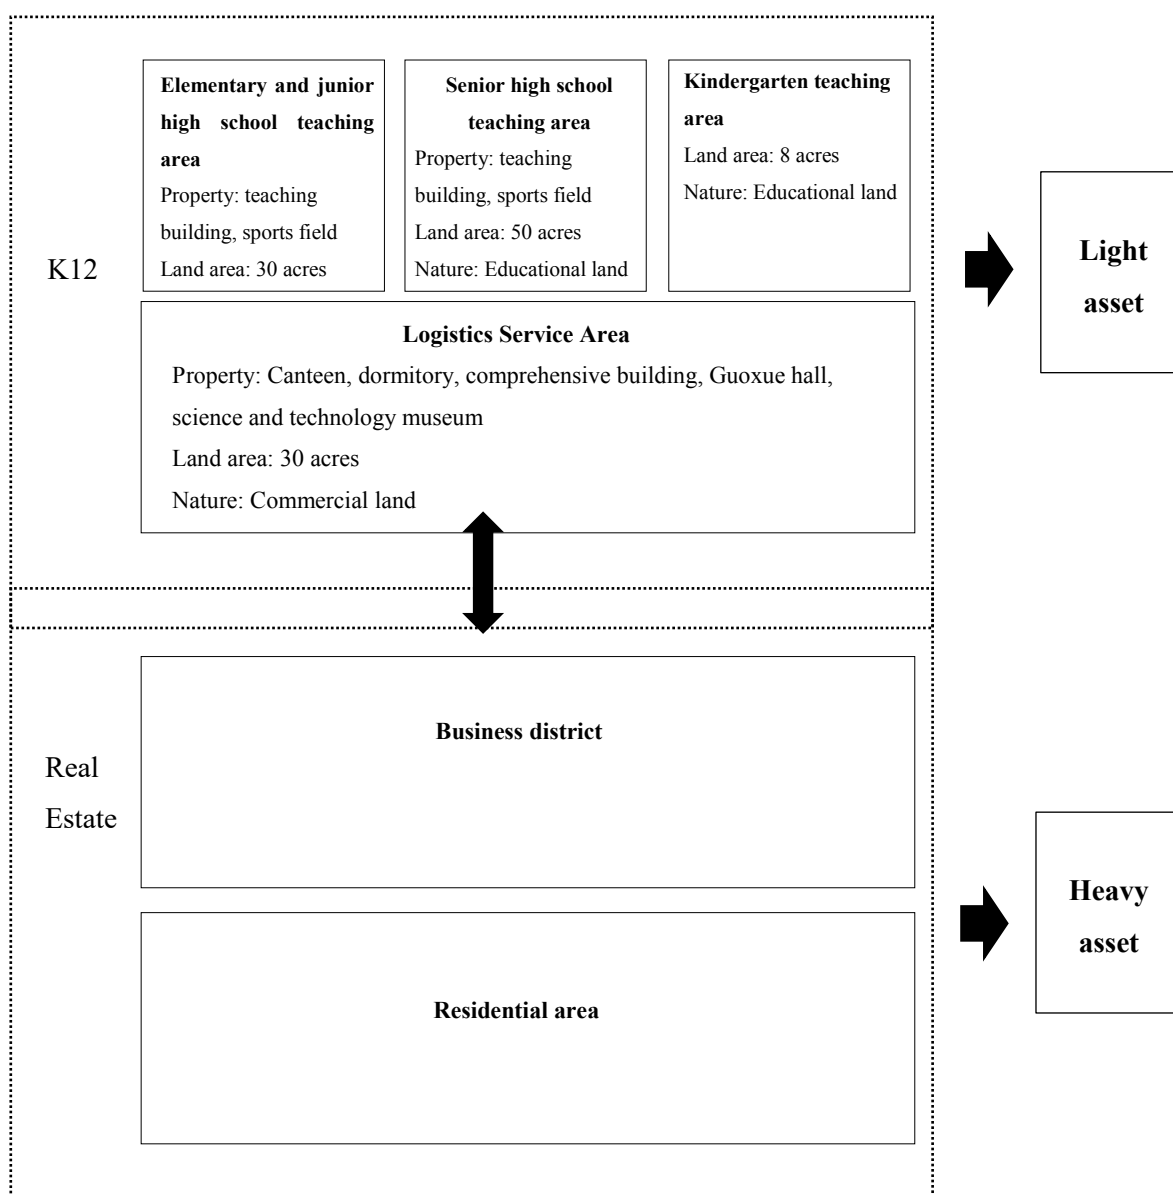 Elementary and junior
high school teaching
area
Property: teaching
building, sports field
Land area: 30 acres
Senior high school
teaching area
Property: teaching
building, sports field
Land area: 50 acres
Nature: Educational land
Kindergarten teaching
area
Land area: 8 acres
Nature: Educational land
K12
Light
asset
Logistics Service Area
Property: Canteen, dormitory, comprehensive building, Guoxue hall,
science and technology museum
Land area: 30 acres
Nature: Commercial land
Real
Estate
Business district
Heavy
asset
Residential area